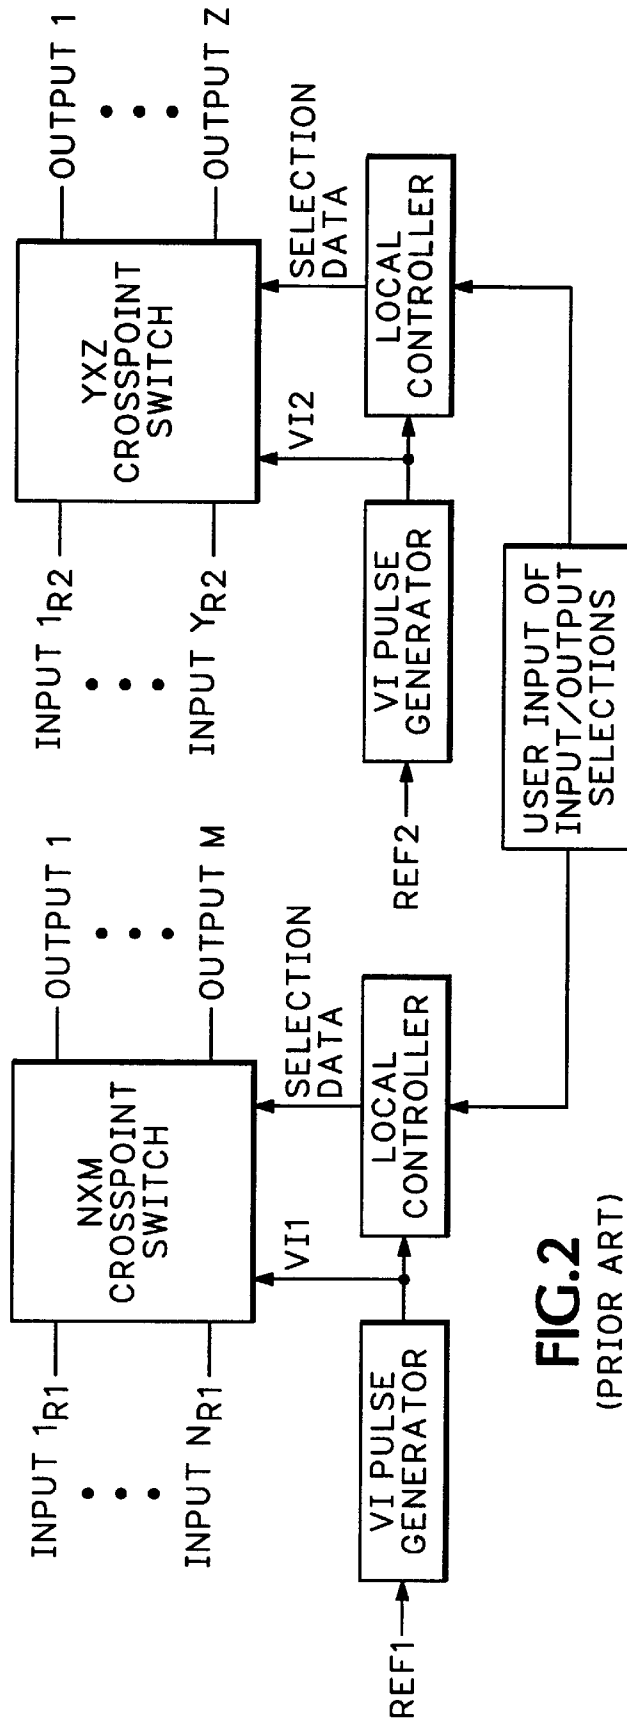 INPUT 1R1
INPUT NR1
NXM
CROSSPOINT
SWITCH
OUTPUT 1
OUTPUT M
VI1
SELECTION
DATA
REF1
VI PULSE
GENERATOR
LOCAL
CONTROLLER
INPUT 1R2
INPUT YR2
YXZ
CROSSPOINT
SWITCH
OUTPUT 1
OUTPUT Z
VI2
SELECTION
DATA
REF2
VI PULSE
GENERATOR
LOCAL
CONTROLLER
USER INPUT OF
INPUT/OUTPUT
SELECTIONS
FIG.2
(PRIOR ART)